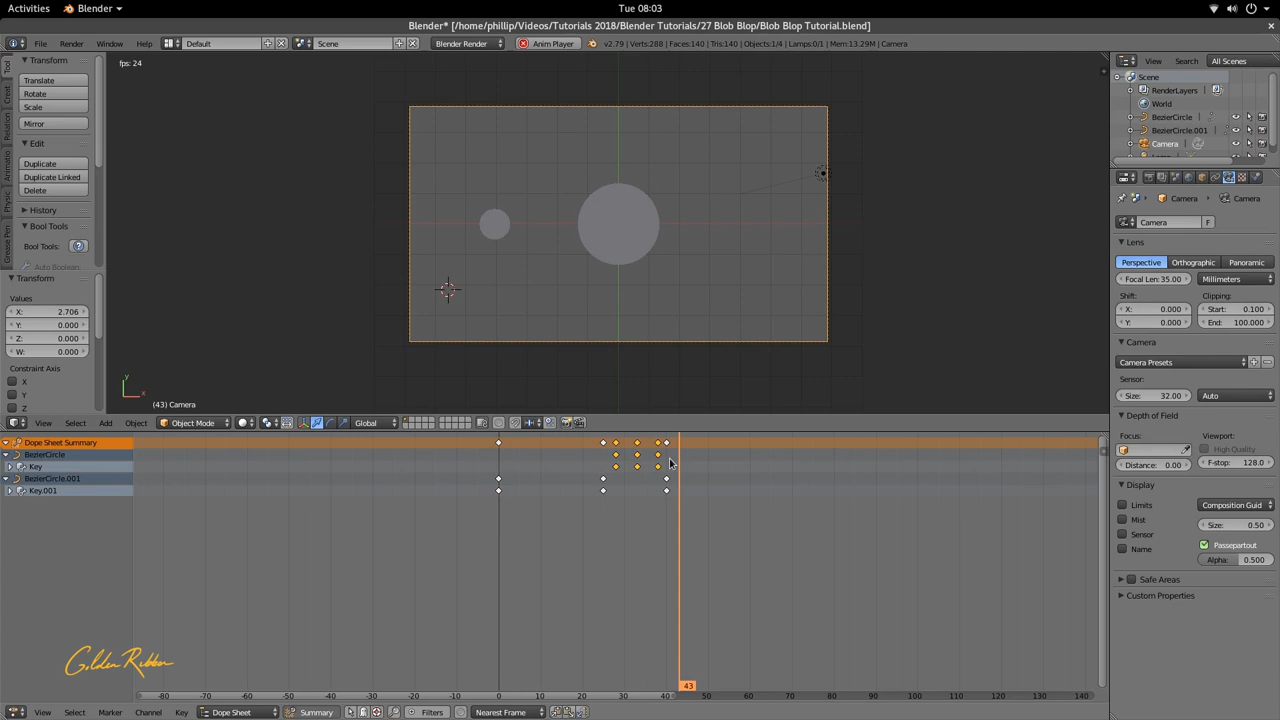 Activities Blender Tue 08:03
Blender* [/home/phillip/Videos/Tutorials 2018/Blender Tutorials/27 Blob Blop/Blob Blop Tutorial.blend]
File Render Window Help Default Scene Blender Render Anim Player v2.79 | Verts:288 | Faces:140 | Tris:140 | Objects:1/4 | Lamps:0/1 | Mem:13.29M | Camera
Transform
Translate
Rotate
Scale
Mirror
Edit
Duplicate
Duplicate Linked
Delete
History
Bool Tools
Bool Tools:
Auto Boolean
Transform
Values
X: 2.706
Y: 0.000
Z: 0.000
W: 0.000
Constraint Axis
X
Y
Z
Tool
Creat
Relation
Animatio
Physic
Grease Pen
fps: 24
y
x
(43) Camera
View Select Add Object Object Mode Global
Dope Sheet Summary
BezierCircle
Key
BezierCircle.001
Key.001
Golden Ribbon
-80 -70 -60 -50 -40 -30 -20 -10 0 10 20 30 40 43 50 60 70 80 90 100 110 120 130 140
View Select Marker Channel Key Dope Sheet Summary Filters Nearest Frame
View Search All Scenes
Scene
RenderLayers
World
BezierCircle
BezierCircle.001
Camera
Camera Camera
Camera F
Lens
Perspective Orthographic Panoramic
Focal Len: 35.00 Millimeters
Shift: Clipping:
X: 0.000 Start: 0.100
Y: 0.000 End: 100.000
Camera
Camera Presets
Sensor:
Size: 32.00 Auto
Depth of Field
Focus: Viewport:
High Quality
Distance: 0.00 F-stop: 128.0
Display
Limits Composition Guid
Mist Size: 0.50
Sensor Passepartout
Name Alpha: 0.500
Safe Areas
Custom Properties